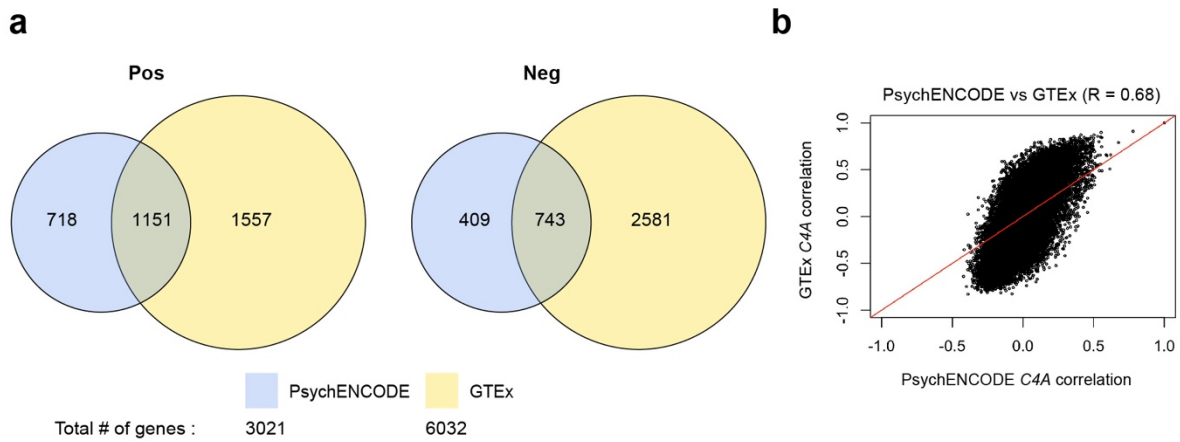 a
b
Pos
Neg
718
1151
1557
409
743
2581
PsychENCODE
GTEx
Total # of genes :
3021
6032
PsychENCODE vs GTEx (R = 0.68)
GTEx C4A correlation
1.0
0.5
0.0
-0.5
-1.0
-1.0
-0.5
0.0
0.5
1.0
PsychENCODE C4A correlation